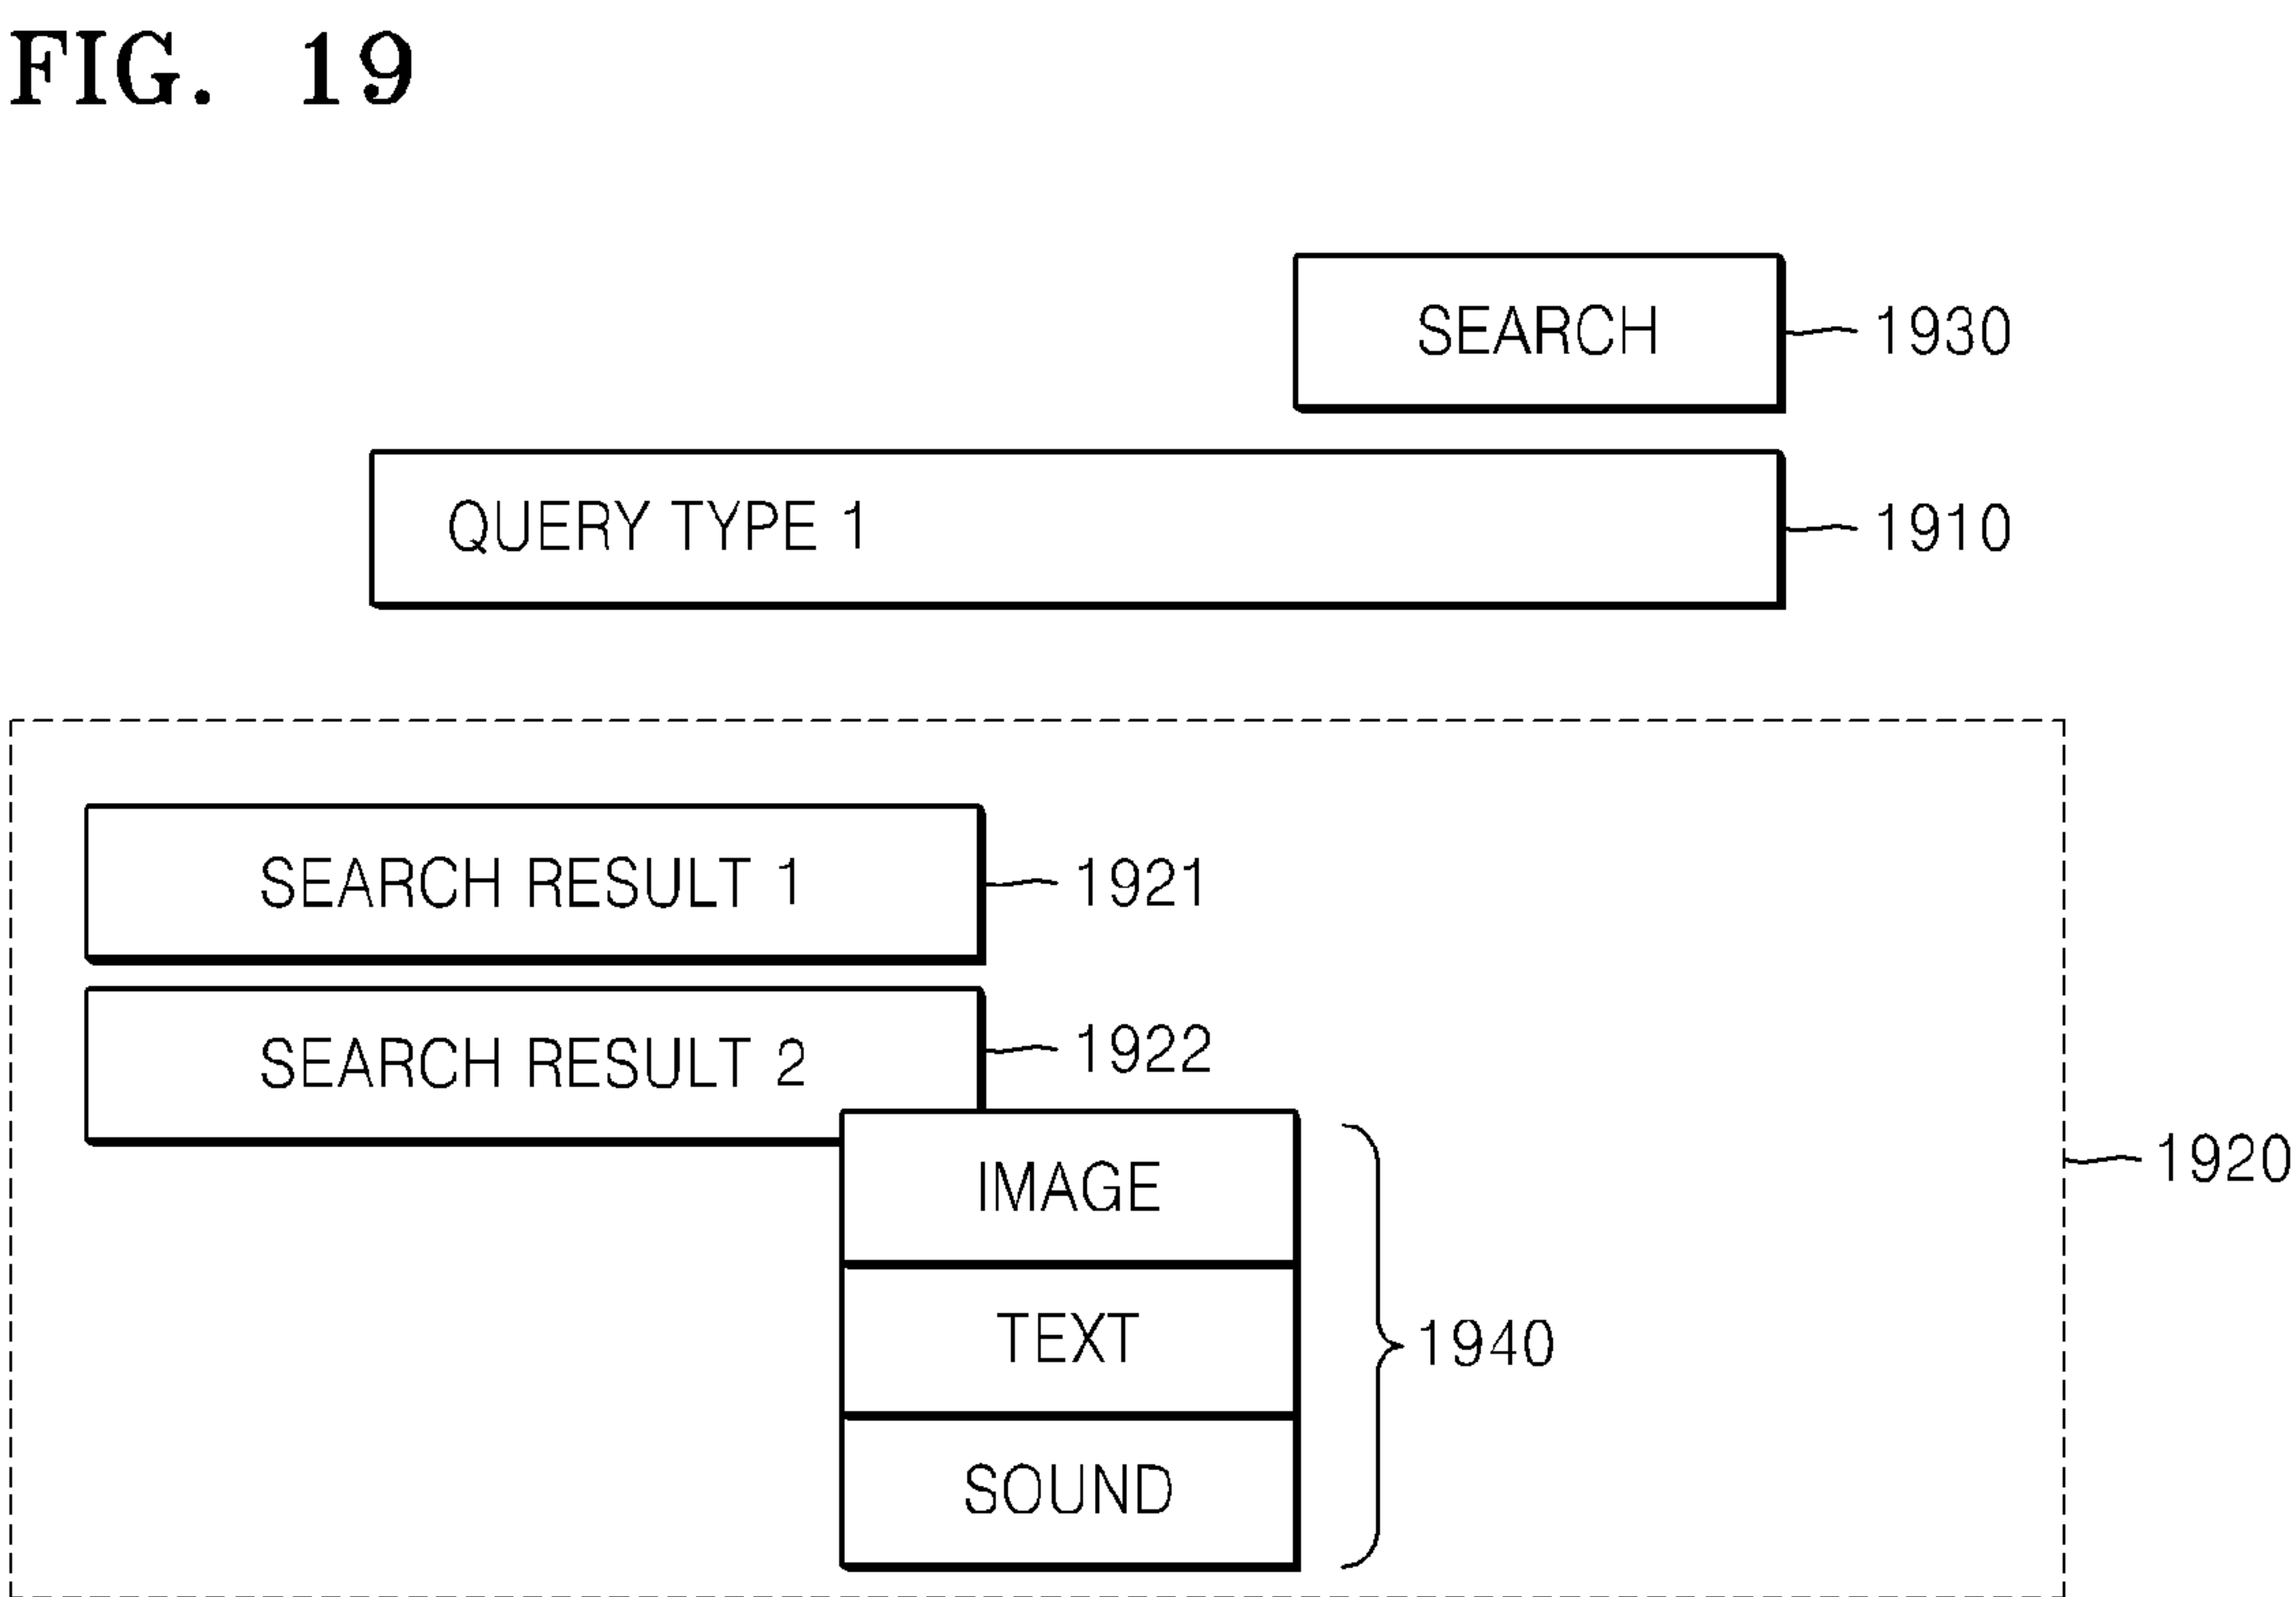 FIG. 19
SEARCH 1930
QUERY TYPE 1 1910
SEARCH RESULT 1 1921
SEARCH RESULT 2 1922
IMAGE
1920
TEXT
1940
SOUND